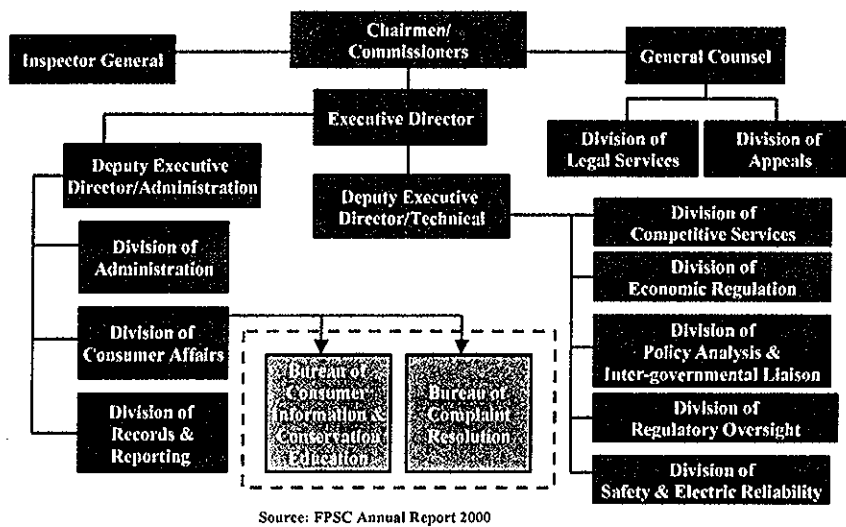 Chairmen/
Commissioners
Inspector General
General Counsel
Executive Director
Division of
Legal Services
Division of
Appeals
Deputy Executive
Director/Administration
Deputy Executive
Director/Technical
Division of
Competitive Services
Division of
Administration
Division of
Economic Regulation
Division of
Consumer Affairs
Bureau of
Consumer
Information &
Conservation
Education
Bureau of
Complaint
Resolution
Division of
Policy Analysis &
Inter-governmental Liaison
Division of
Records &
Reporting
Division of
Regulatory Oversight
Division of
Safety & Electric Reliability
Source: FPSC Annual Report 2000